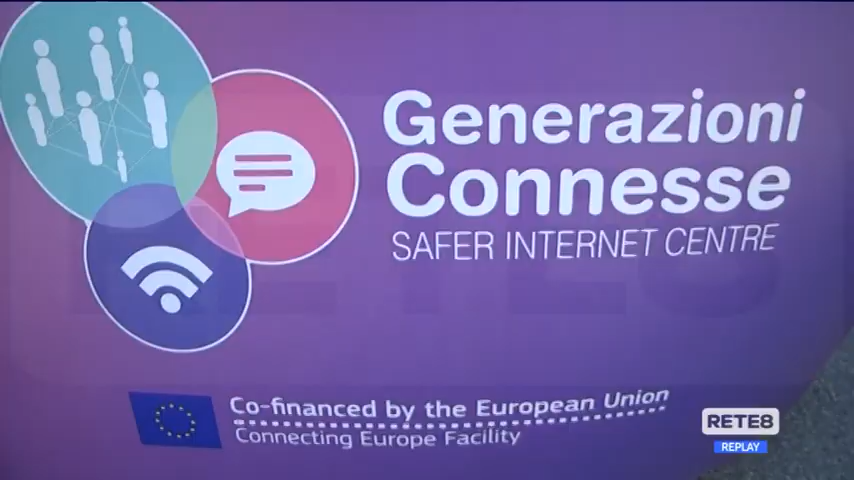 Generazioni
Connesse
SAFER INTERNET CENTRE
Co-financed by the European Union
Connecting Europe Facility
RETE8
REPLAY